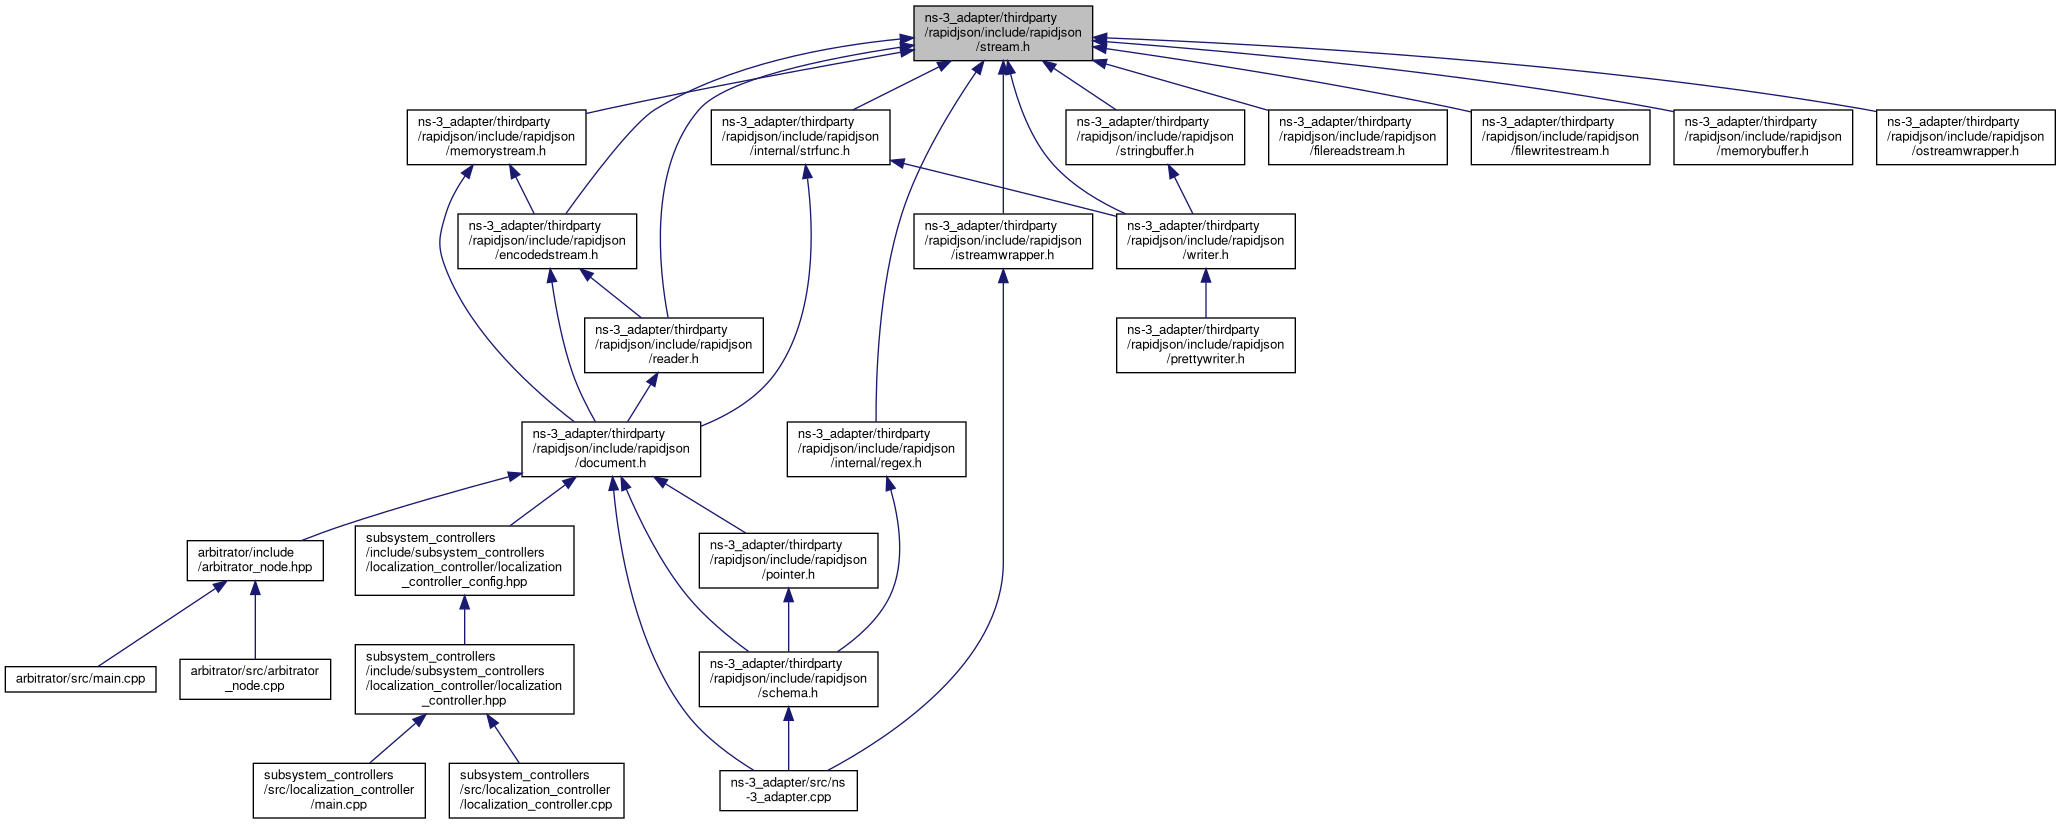 ns-3_adapter/thirdparty
/rapidjson/include/rapidjson
/stream.h
ns-3_adapter/thirdparty
/rapidjson/include/rapidjson
/memorystream.h
ns-3_adapter/thirdparty
/rapidjson/include/rapidjson
/internal/strfunc.h
ns-3_adapter/thirdparty
/rapidjson/include/rapidjson
/stringbuffer.h
ns-3_adapter/thirdparty
/rapidjson/include/rapidjson
/filereadstream.h
ns-3_adapter/thirdparty
/rapidjson/include/rapidjson
/filewritestream.h
ns-3_adapter/thirdparty
/rapidjson/include/rapidjson
/memorybuffer.h
ns-3_adapter/thirdparty
/rapidjson/include/rapidjson
/ostreamwrapper.h
ns-3_adapter/thirdparty
/rapidjson/include/rapidjson
/encodedstream.h
ns-3_adapter/thirdparty
/rapidjson/include/rapidjson
/istreamwrapper.h
ns-3_adapter/thirdparty
/rapidjson/include/rapidjson
/writer.h
ns-3_adapter/thirdparty
/rapidjson/include/rapidjson
/reader.h
ns-3_adapter/thirdparty
/rapidjson/include/rapidjson
/prettywriter.h
ns-3_adapter/thirdparty
/rapidjson/include/rapidjson
/document.h
ns-3_adapter/thirdparty
/rapidjson/include/rapidjson
/internal/regex.h
arbitrator/include
/arbitrator_node.hpp
subsystem_controllers
/include/subsystem_controllers
/localization_controller/localization
_controller_config.hpp
ns-3_adapter/thirdparty
/rapidjson/include/rapidjson
/pointer.h
arbitrator/src/main.cpp
arbitrator/src/arbitrator
_node.cpp
subsystem_controllers
/include/subsystem_controllers
/localization_controller/localization
_controller.hpp
ns-3_adapter/thirdparty
/rapidjson/include/rapidjson
/schema.h
subsystem_controllers
/src/localization_controller
/main.cpp
subsystem_controllers
/src/localization_controller
/localization_controller.cpp
ns-3_adapter/src/ns
-3_adapter.cpp